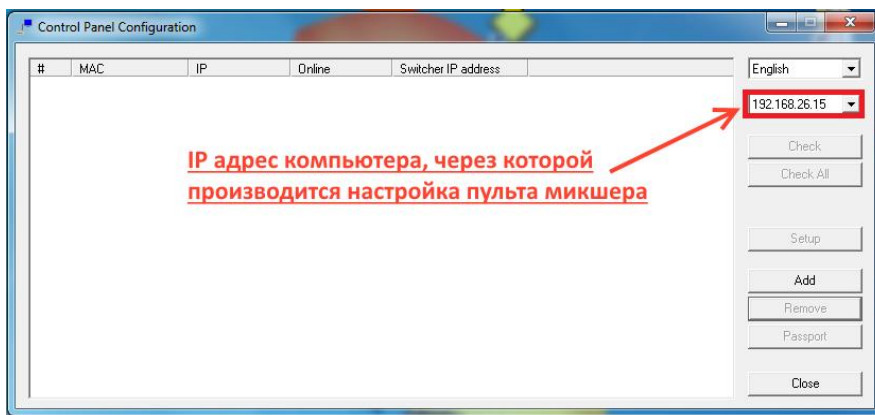 Control Panel Configuration
# MAC IP Online Switcher IP address
English
192.168.26.15
Check
Check All
IP адрес компьютера, через которой
производится настройка пульта микшера
Setup
Add
Remove
Passport
Close